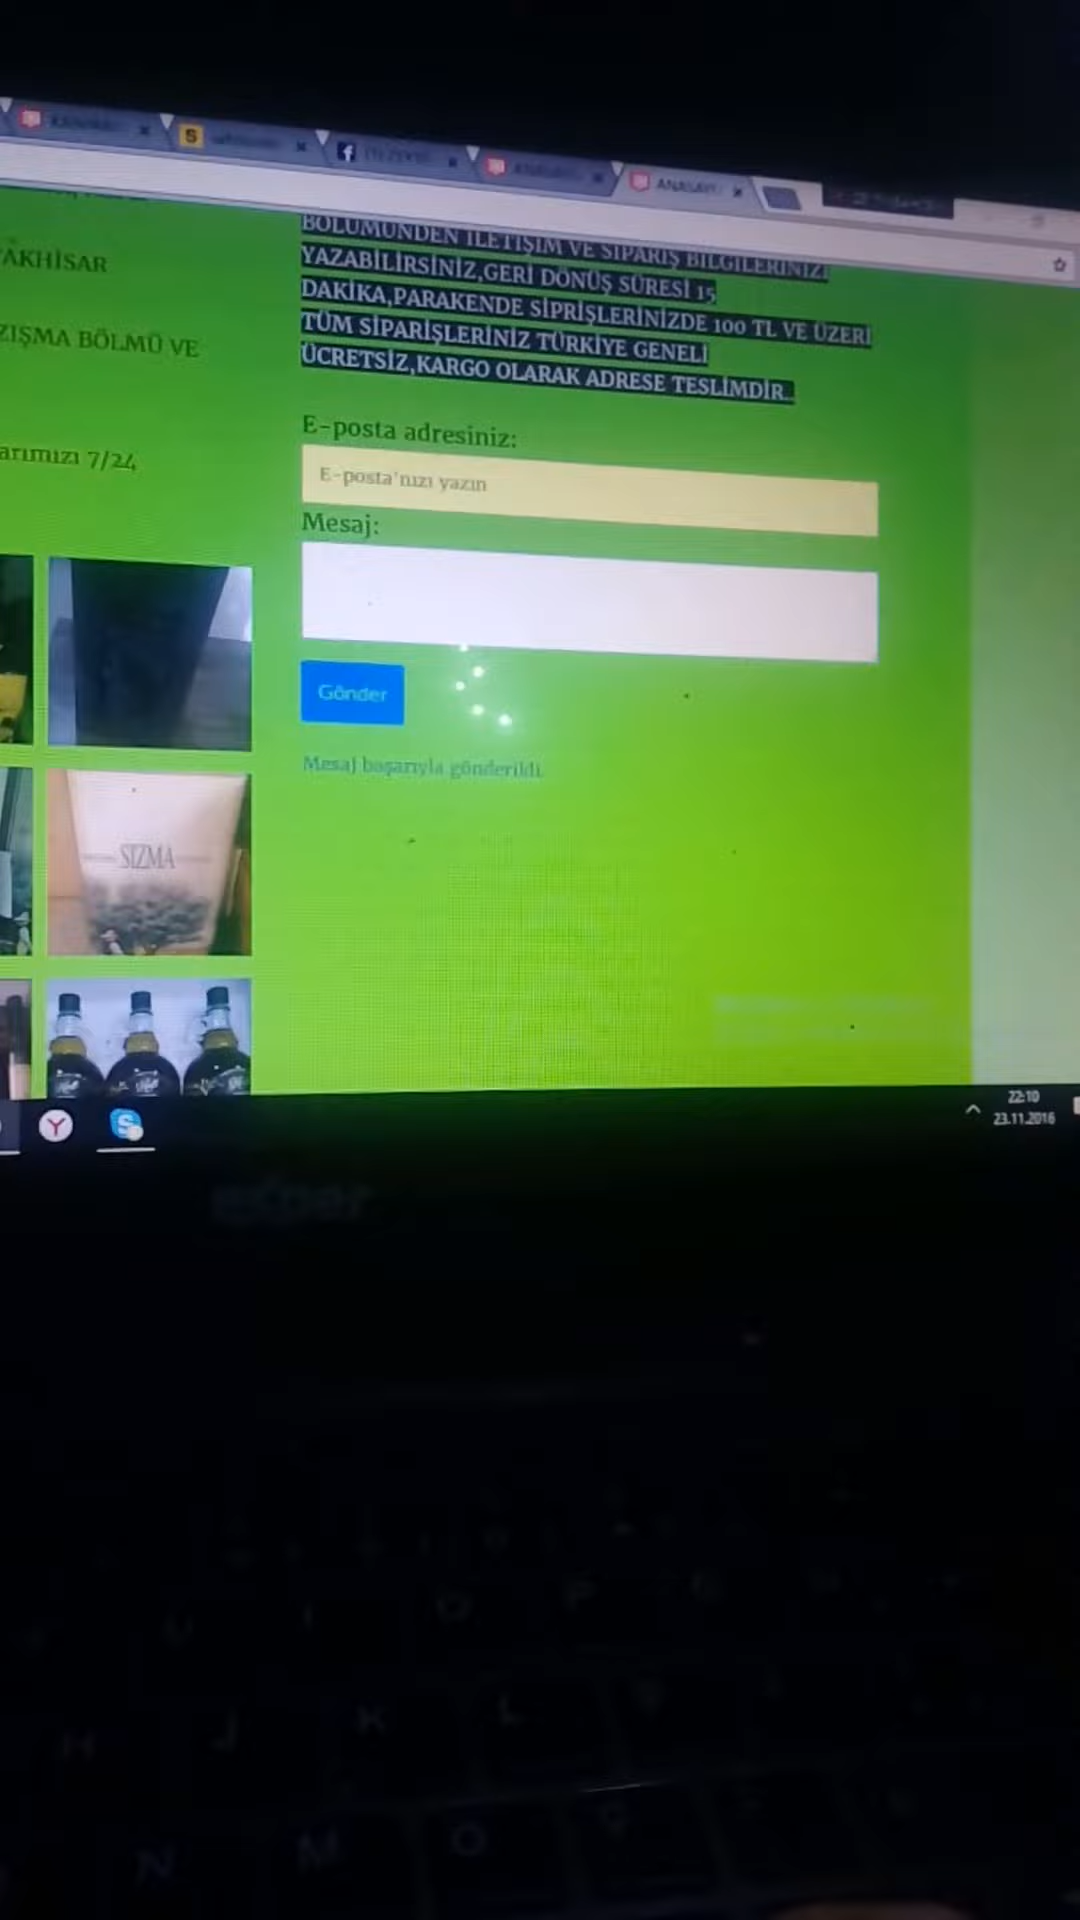 S
ANASAYF
BÖLÜMÜNDEN İLETİŞİM VE SİPARİŞ BİLGİLERİNİZİ
YAZABİLİRSİNİZ,GERİ DÖNÜŞ SÜRESİ 15
DAKİKA,PARAKENDE SİPRİŞLERİNİZDE 100 TL VE ÜZERİ
TÜM SİPARİŞLERİNİZ TÜRKİYE GENELİ
ÜCRETSİZ,KARGO OLARAK ADRESE TESLİMDİR..
AKHİSAR
ZIŞMA BÖLMÜ VE
arımızı 7/24
E-posta adresiniz:
E-posta'nızı yazın
Mesaj:
Gönder
Mesaj başarıyla gönderildi.
SIZMA
22:10
23.11.2016
U
I
O
P
H
J
K
L
N
M
Ö
Ç